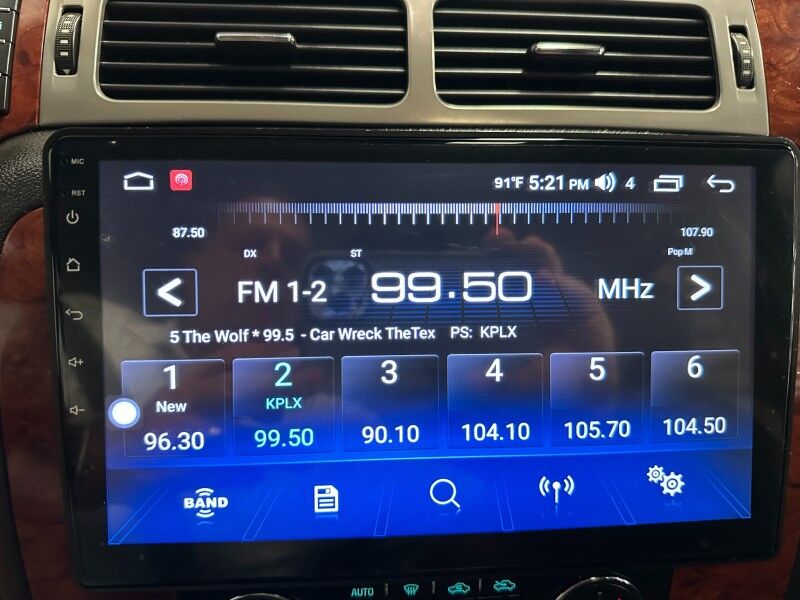 MIC
91°F 5:21 PM 4
RST
87.50 107.90
DX ST Pop M
FM 1-2 99.50 MHz
5 The Wolf * 99.5 - Car Wreck TheTex PS: KPLX
1 2 3 4 5 6
New KPLX
96.30 99.50 90.10 104.10 105.70 104.50
BAND
AUTO